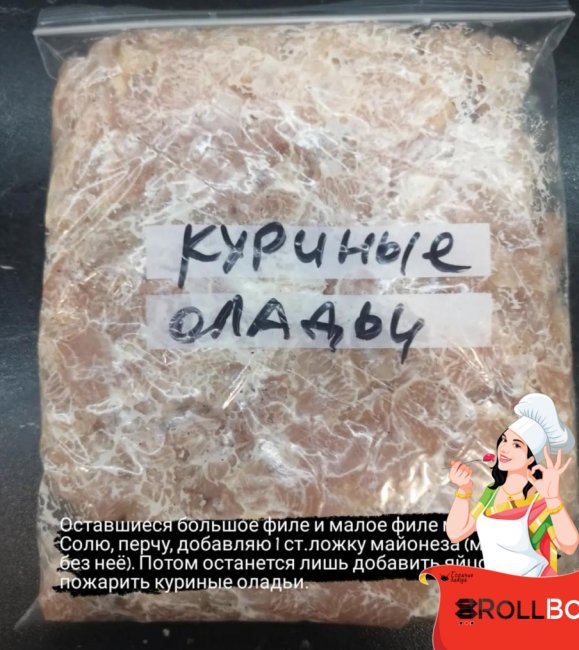 куриные
оладьи
Оставшиеся большое филе и малое филе
Солю, перчу, добавляю 1 ст.ложку майонеза
без неё). Потом останется лишь добавить яйцо
пожарить куриные оладьи.
ROLLBO